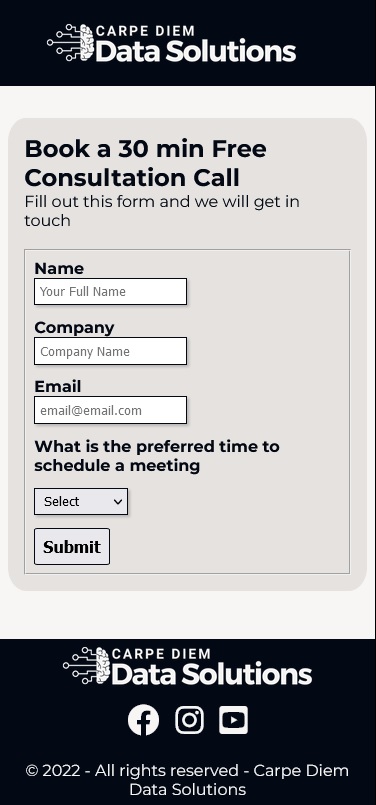 CARPE DIEM
Data Solutions
Book a 30 min Free
Consultation Call
Fill out this form and we will get in
touch
Name
Your Full Name
Company
Company Name
Email
email@email.com
What is the preferred time to
schedule a meeting
Select
Submit
CARPE DIEM
Data Solutions
© 2022 - All rights reserved - Carpe Diem
Data Solutions